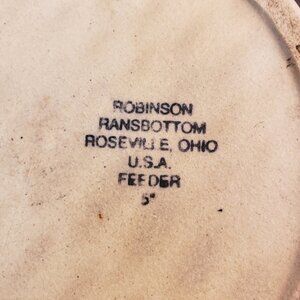 ROBINSON
RANSBOTTOM
ROSEVILLE, OHIO
U.S.A.
FEEDER
5"